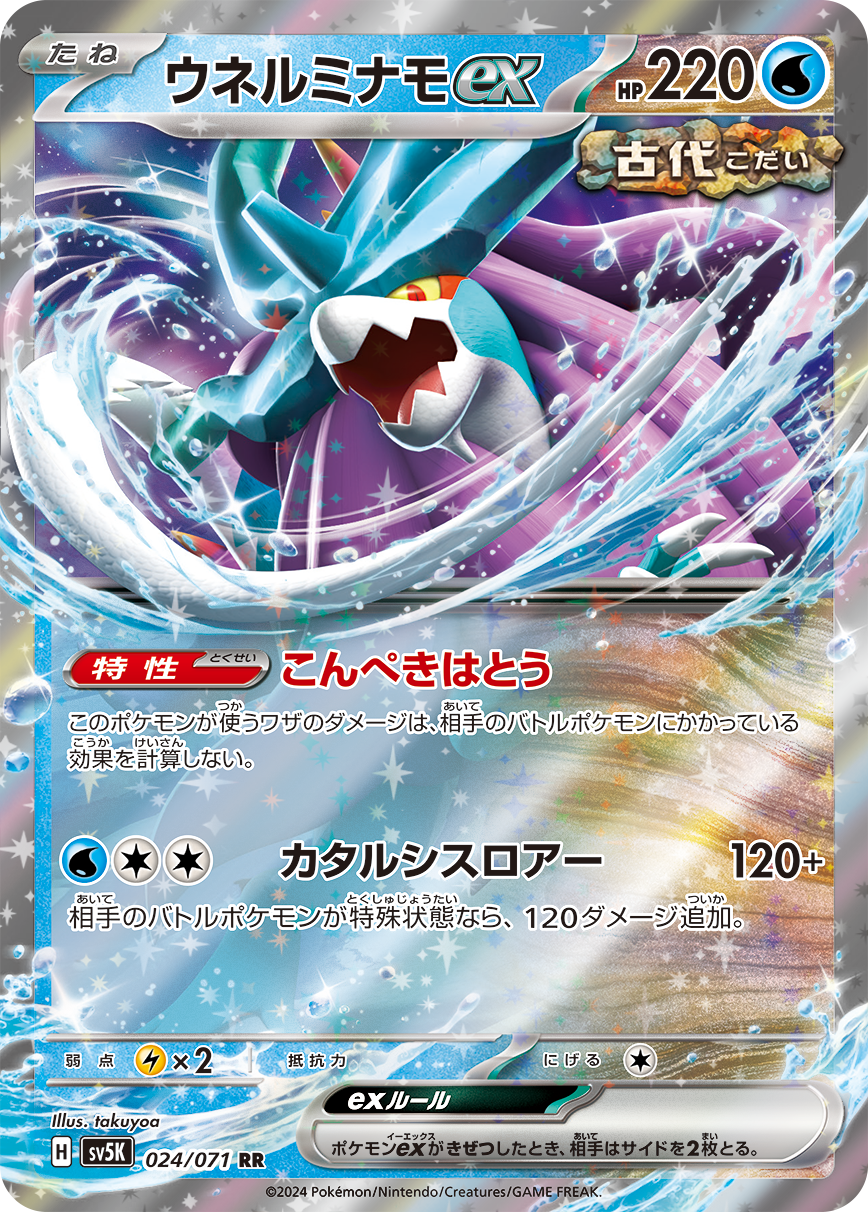 たね
ウネルミナモex
HP220
古代こだい
特性 とくせい こんぺきはとう
このポケモンが使うワザのダメージは、相手のバトルポケモンにかかっている
効果を計算しない。
カタルシスロアー 120+
相手のバトルポケモンが特殊状態なら、120ダメージ追加。
弱点 ×2 抵抗力 にげる
exルール
ポケモンexがきぜつしたとき、相手はサイドを2枚とる。
Illus. takuyoa
H sv5K 024/071 RR
©2024 Pokémon/Nintendo/Creatures/GAME FREAK.